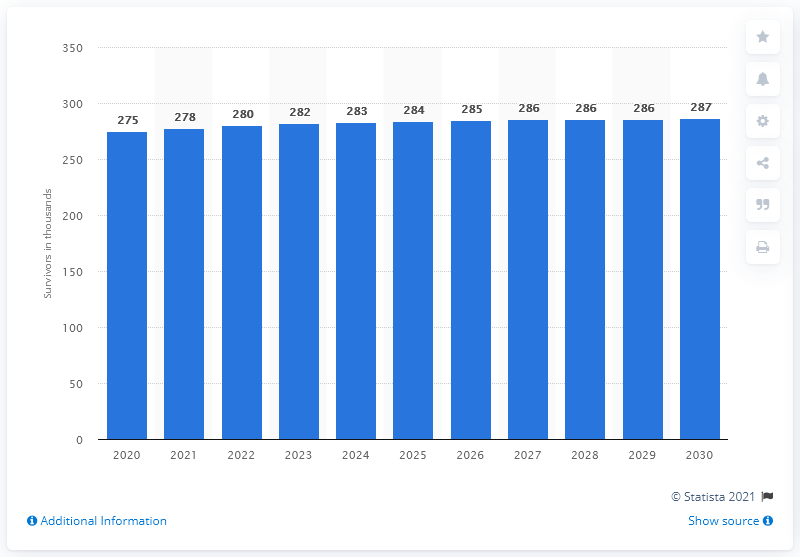 350
300
250
200
150
100
50
0
Survivors in thousands
275 278 280 282 283 284 285 286 286 286 287
2020 2021 2022 2023 2024 2025 2026 2027 2028 2029 2030
© Statista 2021
Additional Information
Show source